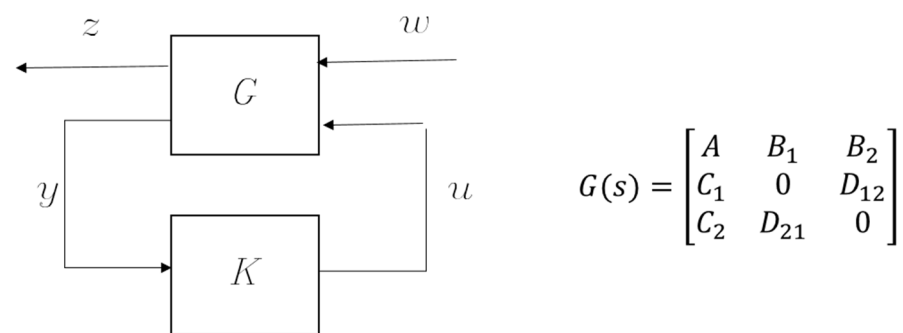 z
w
G
y
u
K
G(s) = [A B₁ B₂
C₁ 0 D₁₂
C₂ D₂₁ 0]